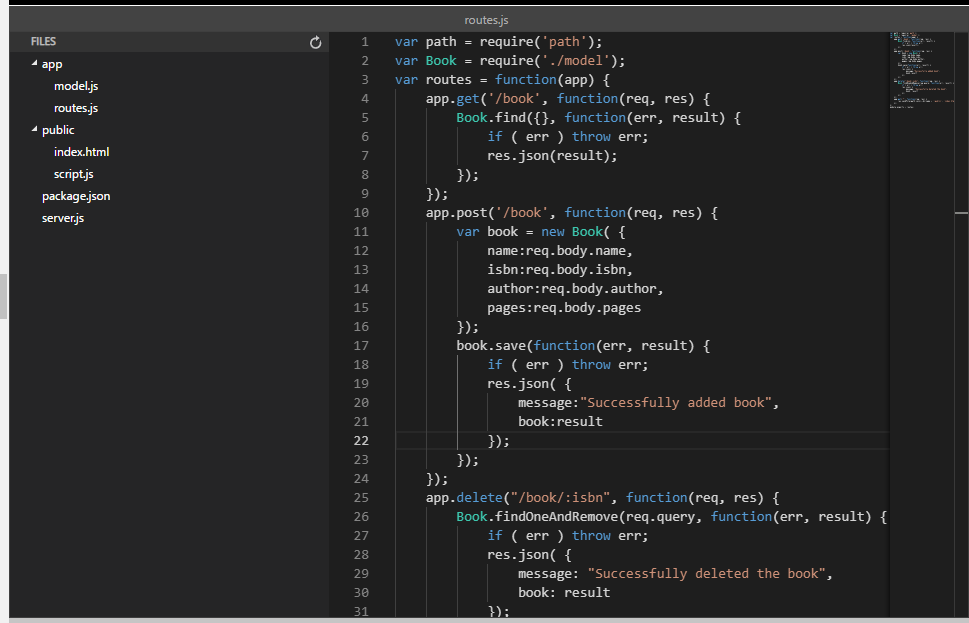 routes.js
FILES
app
model.js
routes.js
public
index.html
script.js
package.json
server.js
1 var path = require('path');
2 var Book = require('./model');
3 var routes = function(app) {
4     app.get('/book', function(req, res) {
5         Book.find({}, function(err, result) {
6             if ( err ) throw err;
7             res.json(result);
8         });
9     });
10     app.post('/book', function(req, res) {
11         var book = new Book( {
12             name:req.body.name,
13             isbn:req.body.isbn,
14             author:req.body.author,
15             pages:req.body.pages
16         });
17         book.save(function(err, result) {
18             if ( err ) throw err;
19             res.json( {
20                 message:"Successfully added book",
21                 book:result
22             });
23         });
24     });
25     app.delete("/book/:isbn", function(req, res) {
26         Book.findOneAndRemove(req.query, function(err, result) {
27             if ( err ) throw err;
28             res.json( {
29                 message: "Successfully deleted the book",
30                 book: result
31             });